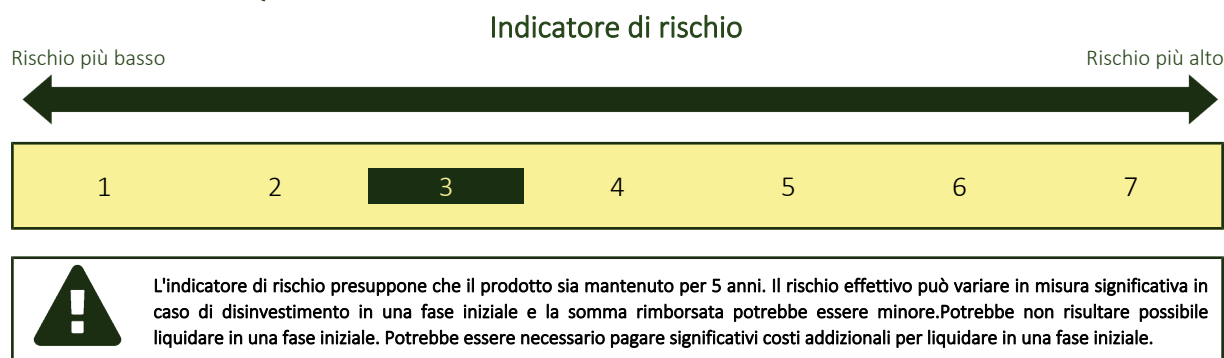 Indicatore di rischio
Rischio più basso
Rischio più alto
1 2 3 4 5 6 7
L'indicatore di rischio presuppone che il prodotto sia mantenuto per 5 anni. Il rischio effettivo può variare in misura significativa in
caso di disinvestimento in una fase iniziale e la somma rimborsata potrebbe essere minore.Potrebbe non risultare possibile
liquidare in una fase iniziale. Potrebbe essere necessario pagare significativi costi addizionali per liquidare in una fase iniziale.